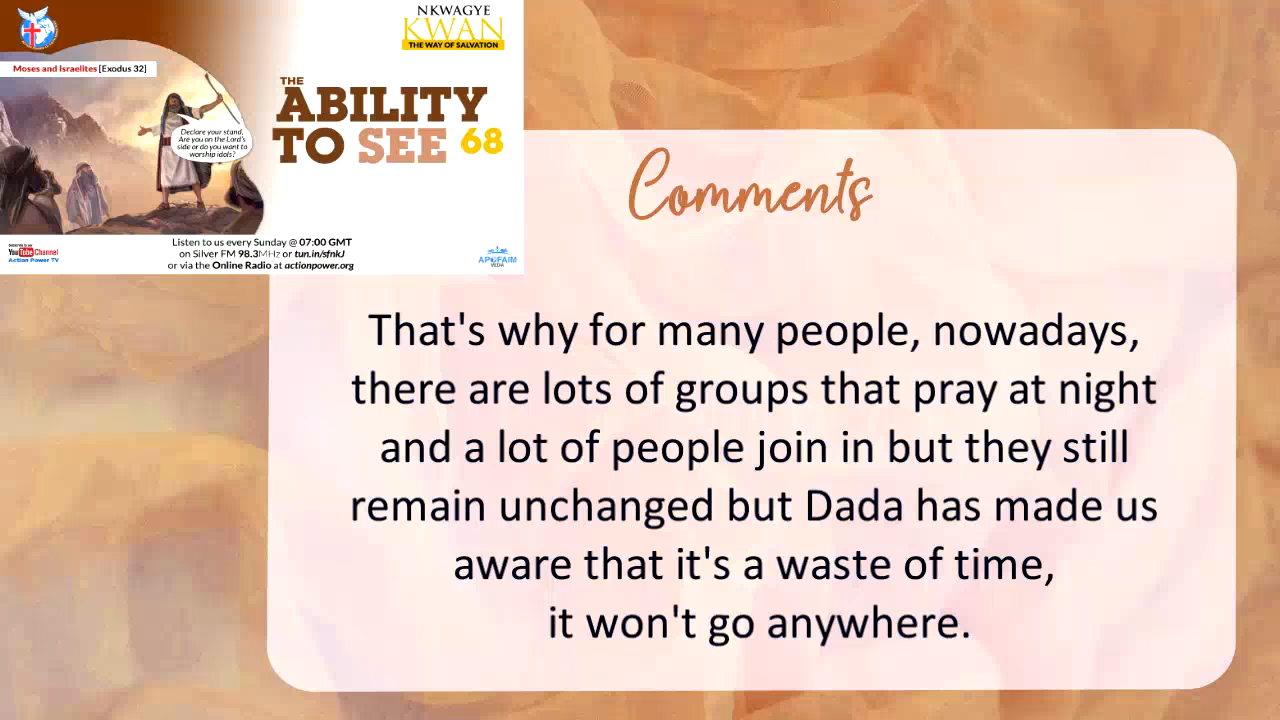 NKWAGYE
KWAN
THE WAY OF SALVATION
Moses and Israelites [Exodus 32]
THE
ABILITY
TO SEE 68
Declare your stand.
Are you on the Lord's
side or do you want to
worship idols?
Listen to us every Sunday @ 07:00 GMT
on Silver FM 98.3MHz or tun.in/sfnkJ
or via the Online Radio at actionpower.org
YouTube Channel
Action Power TV
APOFAIM
MEDIA
Comments
That's why for many people, nowadays,
there are lots of groups that pray at night
and a lot of people join in but they still
remain unchanged but Dada has made us
aware that it's a waste of time,
it won't go anywhere.